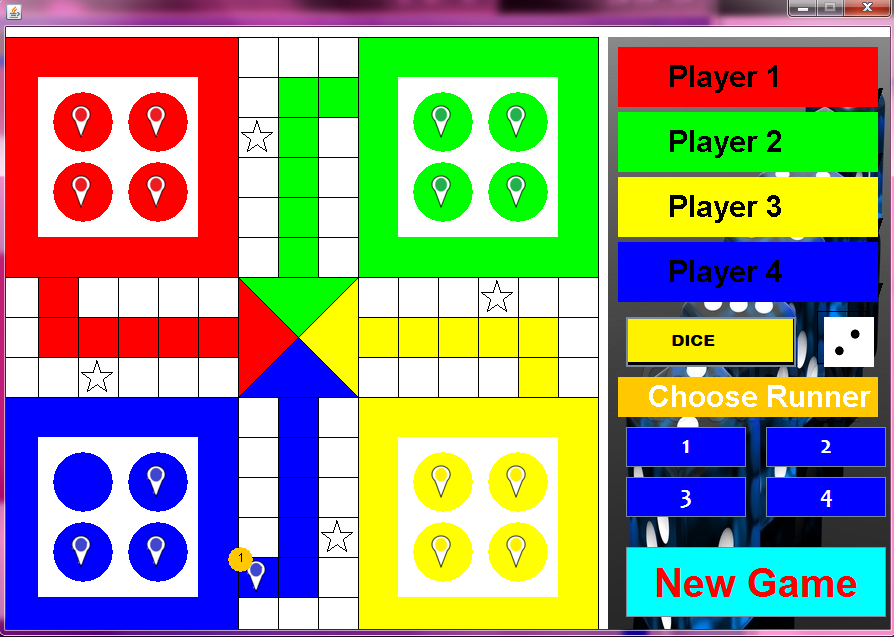 Player 1
Player 2
Player 3
Player 4
DICE
Choose Runner
1 2
3 4
1
New Game